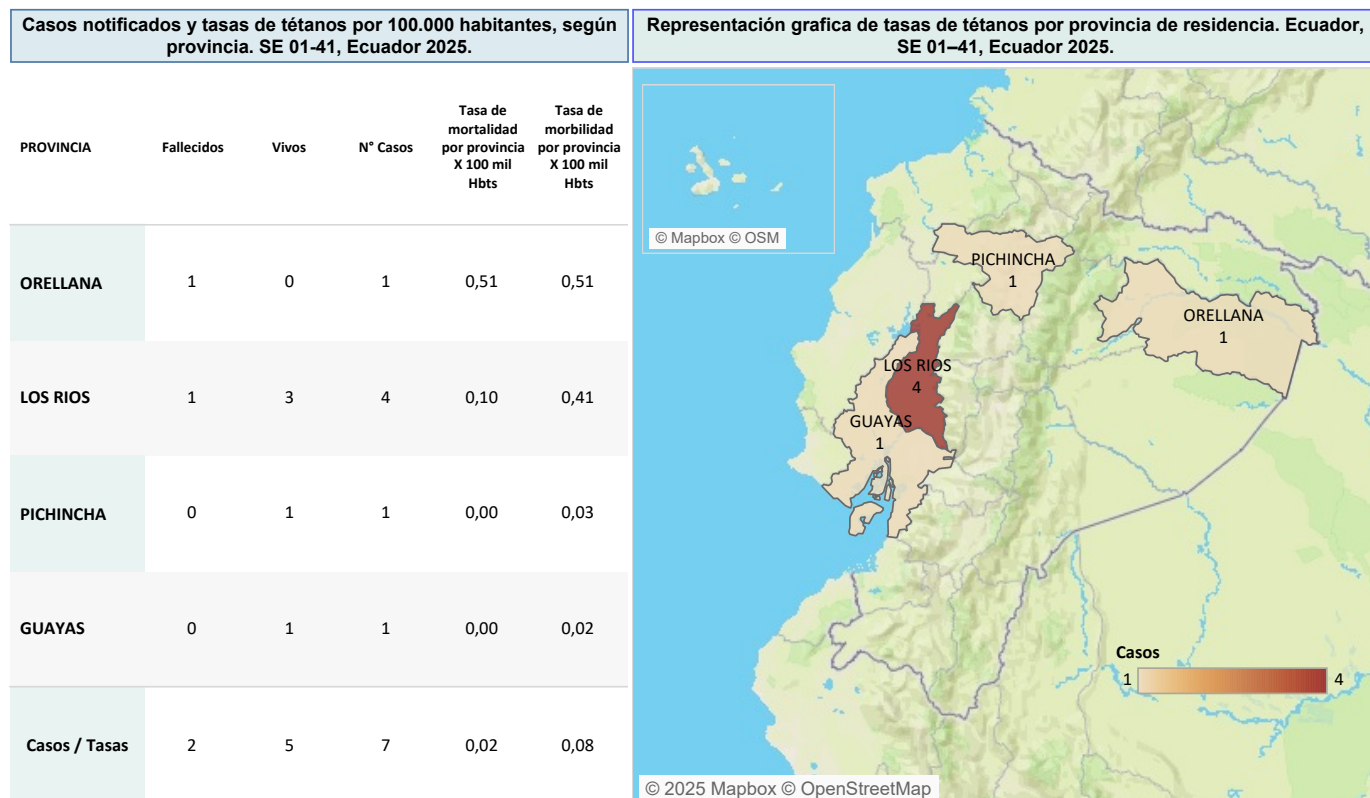 Casos notificados y tasas de tétanos por 100.000 habitantes, según
provincia. SE 01-41, Ecuador 2025.
PROVINCIA
Fallecidos
Vivos
N° Casos
Tasa de
mortalidad
por provincia
X 100 mil
Hbts
Tasa de
morbilidad
por provincia
X 100 mil
Hbts
ORELLANA 1 0 1 0,51 0,51
LOS RIOS 1 3 4 0,10 0,41
PICHINCHA 0 1 1 0,00 0,03
GUAYAS 0 1 1 0,00 0,02
Casos / Tasas 2 5 7 0,02 0,08
Representación grafica de tasas de tétanos por provincia de residencia. Ecuador,
SE 01–41, Ecuador 2025.
© Mapbox © OSM
PICHINCHA
1
ORELLANA
1
LOS RIOS
4
GUAYAS
1
Casos
1 4
© 2025 Mapbox © OpenStreetMap